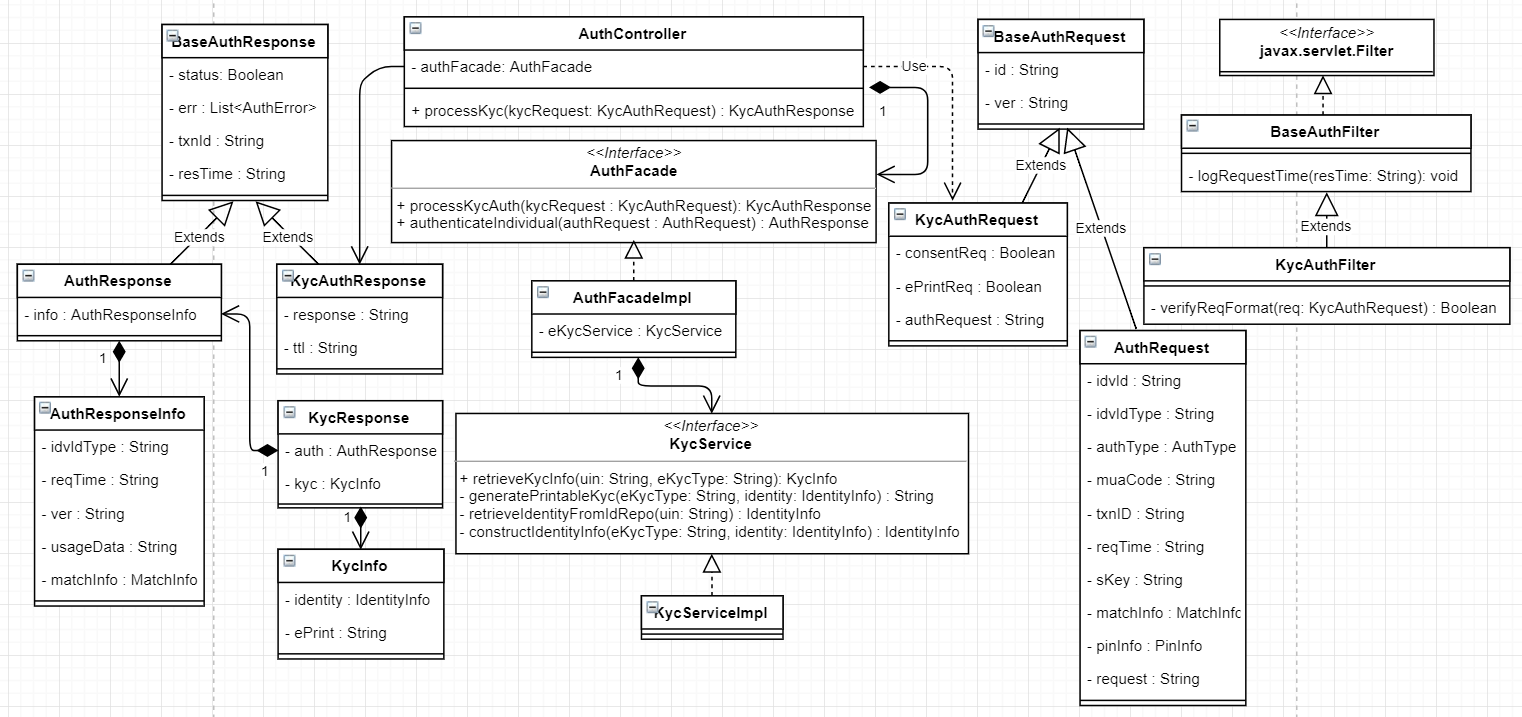 BaseAuthResponse
- status: Boolean
- err : List<AuthError>
- txnId : String
- resTime : String
AuthController
- authFacade: AuthFacade
+ processKyc(kycRequest: KycAuthRequest) : KycAuthResponse
Use
1
BaseAuthRequest
- id : String
- ver : String
<<Interface>>
javax.servlet.Filter
BaseAuthFilter
- logRequestTime(resTime: String): void
<<Interface>>
AuthFacade
+ processKycAuth(kycRequest : KycAuthRequest): KycAuthResponse
+ authenticateIndividual(authRequest : AuthRequest) : AuthResponse
Extends
Extends
Extends
Extends
Extends
KycAuthRequest
- consentReq : Boolean
- ePrintReq : Boolean
- authRequest : String
KycAuthFilter
- verifyReqFormat(req: KycAuthRequest) : Boolean
AuthResponse
- info : AuthResponseInfo
1
KycAuthResponse
- response : String
- ttl : String
AuthFacadeImpl
- eKycService : KycService
1
AuthRequest
- idvId : String
- idvIdType : String
- authType : AuthType
- muaCode : String
- txnID : String
- reqTime : String
- sKey : String
- matchInfo : MatchInfo
- pinInfo : PinInfo
- request : String
AuthResponseInfo
- idvIdType : String
- reqTime : String
- ver : String
- usageData : String
- matchInfo : MatchInfo
KycResponse
- auth : AuthResponse
- kyc : KycInfo
1
1
KycInfo
- identity : IdentityInfo
- ePrint : String
<<Interface>>
KycService
+ retrieveKycInfo(uin: String, eKycType: String): KycInfo
- generatePrintableKyc(eKycType: String, identity: IdentityInfo) : String
- retrieveIdentityFromIdRepo(uin: String) : IdentityInfo
- constructIdentityInfo(eKycType: String, identity: IdentityInfo) : IdentityInfo
KycServiceImpl